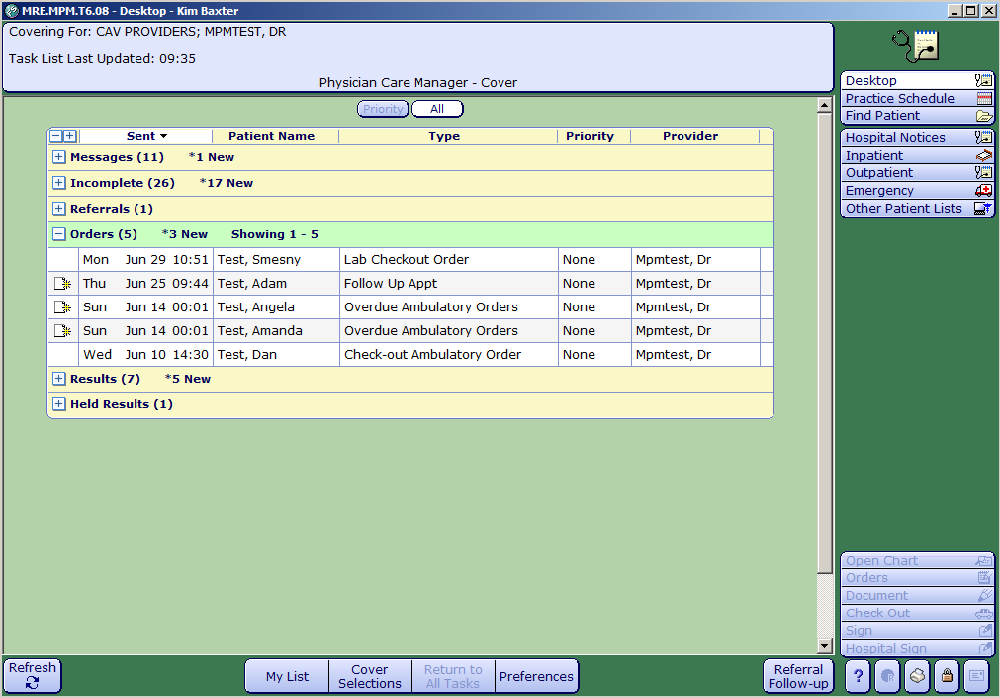 MRE.MPM.T6.08 - Desktop - Kim Baxter
Covering For: CAV PROVIDERS; MPMTEST, DR
Task List Last Updated: 09:35
Physician Care Manager - Cover
Priority All
Sent Patient Name Type Priority Provider
Messages (11) *1 New
Incomplete (26) *17 New
Referrals (1)
Orders (5) *3 New Showing 1 - 5
Mon Jun 29 10:51 Test, Smesny Lab Checkout Order None Mpmtest, Dr
Thu Jun 25 09:44 Test, Adam Follow Up Appt None Mpmtest, Dr
Sun Jun 14 00:01 Test, Angela Overdue Ambulatory Orders None Mpmtest, Dr
Sun Jun 14 00:01 Test, Amanda Overdue Ambulatory Orders None Mpmtest, Dr
Wed Jun 10 14:30 Test, Dan Check-out Ambulatory Order None Mpmtest, Dr
Results (7) *5 New
Held Results (1)
Desktop
Practice Schedule
Find Patient
Hospital Notices
Inpatient
Outpatient
Emergency
Other Patient Lists
Open Chart
Orders
Document
Check Out
Sign
Hospital Sign
Refresh
My List
Cover
Selections
Return to
All Tasks
Preferences
Referral
Follow-up
?